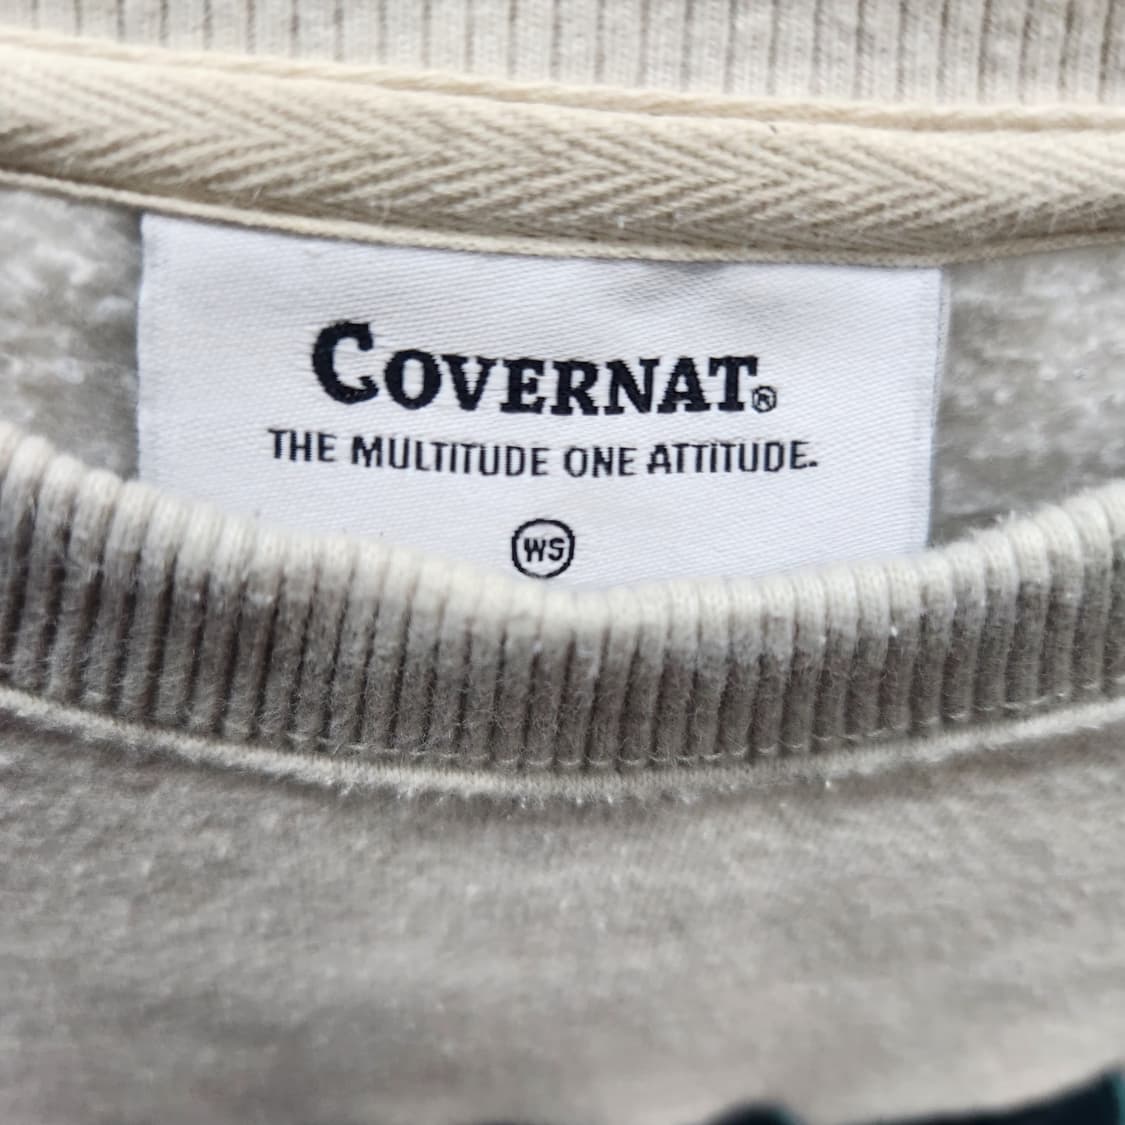 COVERNAT®
THE MULTITUDE ONE ATTITUDE.
WS